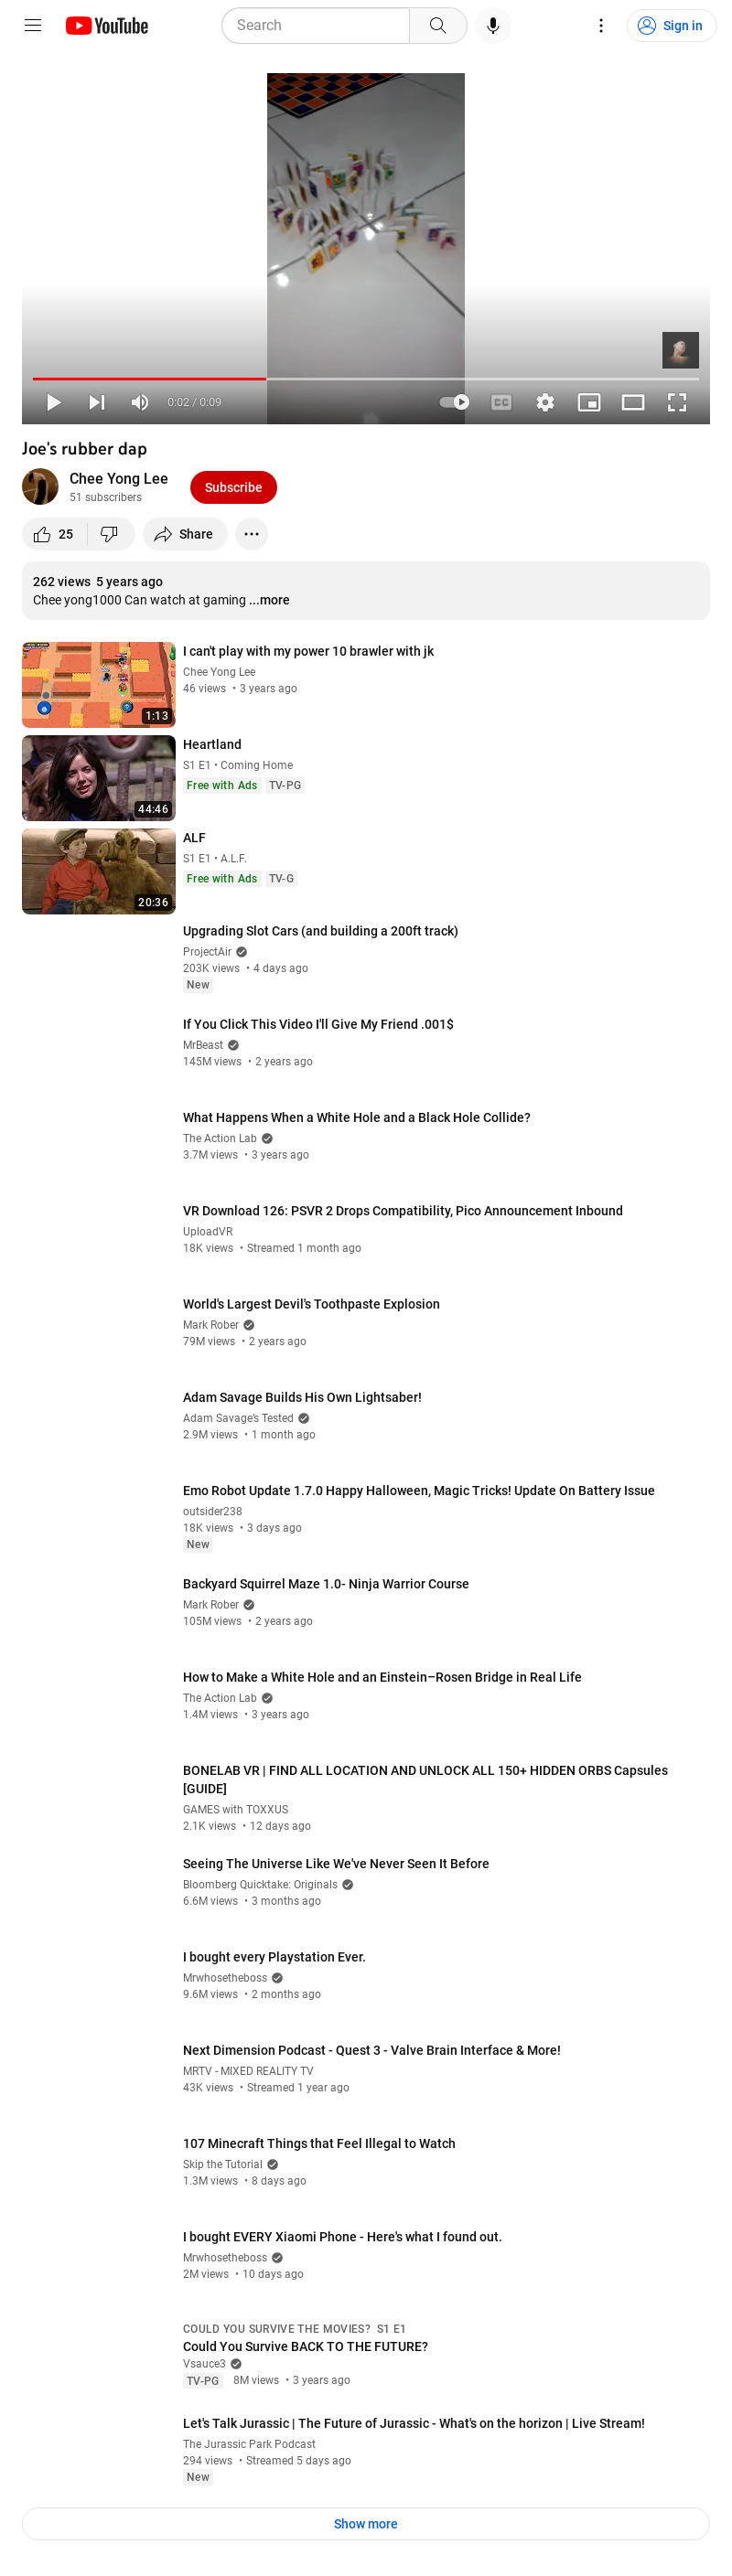 YouTube
Search
Sign in
0:02 / 0:09
CC
Joe's rubber dap
Chee Yong Lee
51 subscribers
Subscribe
25
Share
262 views 5 years ago
Chee yong1000 Can watch at gaming ...more
1:13
I can't play with my power 10 brawler with jk
Chee Yong Lee
46 views • 3 years ago
44:46
Heartland
S1 E1 • Coming Home
Free with Ads TV-PG
20:36
ALF
S1 E1 • A.L.F.
Free with Ads TV-G
Upgrading Slot Cars (and building a 200ft track)
ProjectAir
203K views • 4 days ago
New
If You Click This Video I'll Give My Friend .001$
MrBeast
145M views • 2 years ago
What Happens When a White Hole and a Black Hole Collide?
The Action Lab
3.7M views • 3 years ago
VR Download 126: PSVR 2 Drops Compatibility, Pico Announcement Inbound
UploadVR
18K views • Streamed 1 month ago
World's Largest Devil's Toothpaste Explosion
Mark Rober
79M views • 2 years ago
Adam Savage Builds His Own Lightsaber!
Adam Savage's Tested
2.9M views • 1 month ago
Emo Robot Update 1.7.0 Happy Halloween, Magic Tricks! Update On Battery Issue
outsider238
18K views • 3 days ago
New
Backyard Squirrel Maze 1.0- Ninja Warrior Course
Mark Rober
105M views • 2 years ago
How to Make a White Hole and an Einstein–Rosen Bridge in Real Life
The Action Lab
1.4M views • 3 years ago
BONELAB VR | FIND ALL LOCATION AND UNLOCK ALL 150+ HIDDEN ORBS Capsules
[GUIDE]
GAMES with TOXXUS
2.1K views • 12 days ago
Seeing The Universe Like We've Never Seen It Before
Bloomberg Quicktake: Originals
6.6M views • 3 months ago
I bought every Playstation Ever.
Mrwhosetheboss
9.6M views • 2 months ago
Next Dimension Podcast - Quest 3 - Valve Brain Interface & More!
MRTV - MIXED REALITY TV
43K views • Streamed 1 year ago
107 Minecraft Things that Feel Illegal to Watch
Skip the Tutorial
1.3M views • 8 days ago
I bought EVERY Xiaomi Phone - Here's what I found out.
Mrwhosetheboss
2M views • 10 days ago
COULD YOU SURVIVE THE MOVIES? S1 E1
Could You Survive BACK TO THE FUTURE?
Vsauce3
TV-PG 8M views • 3 years ago
Let's Talk Jurassic | The Future of Jurassic - What's on the horizon | Live Stream!
The Jurassic Park Podcast
294 views • Streamed 5 days ago
New
Show more